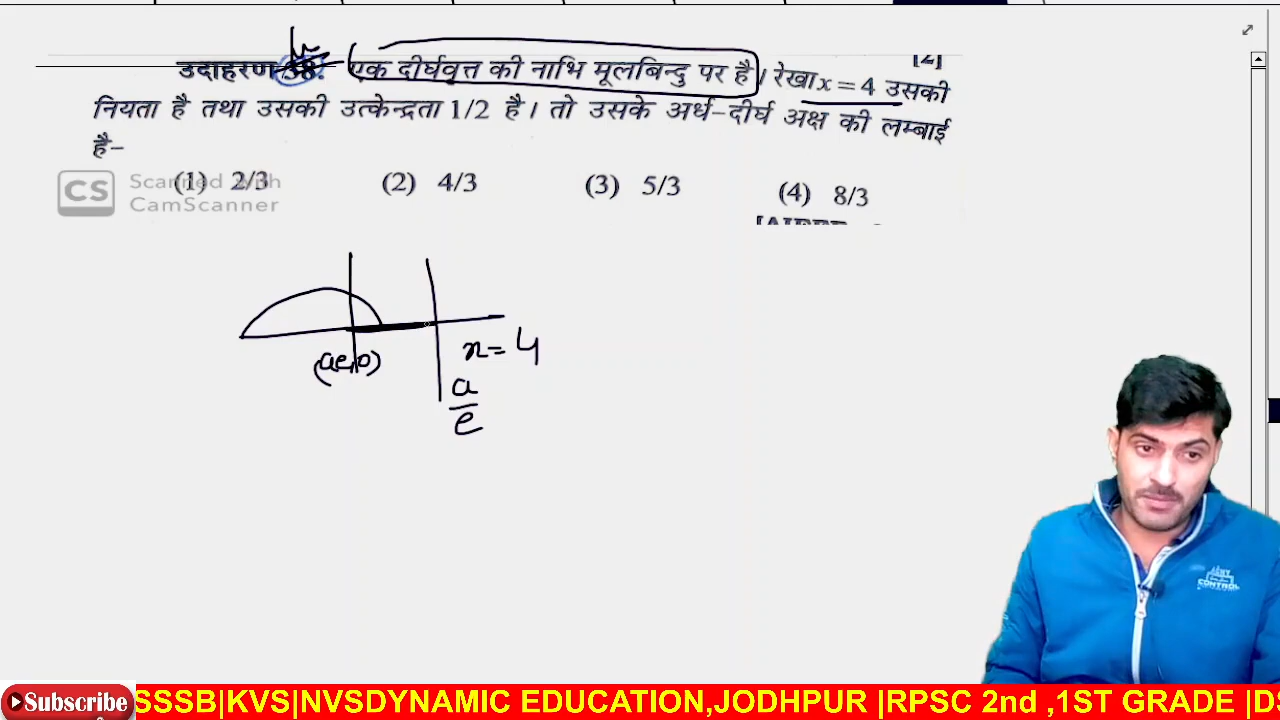 उदाहरण 38. एक दीर्घवृत्त की नाभि मूलबिन्दु पर है। रेखा x = 4 उसकी
नियता है तथा उसकी उत्केन्द्रता 1/2 है। तो उसके अर्ध-दीर्घ अक्ष की लम्बाई
है-
(1) 2/3 (2) 4/3 (3) 5/3 (4) 8/3
CS Scanned with
CamScanner
(ae,0)
x = 4
a
e
Subscribe SSSB|KVS|NVSDYNAMIC EDUCATION,JODHPUR |RPSC 2nd ,1ST GRADE |DS